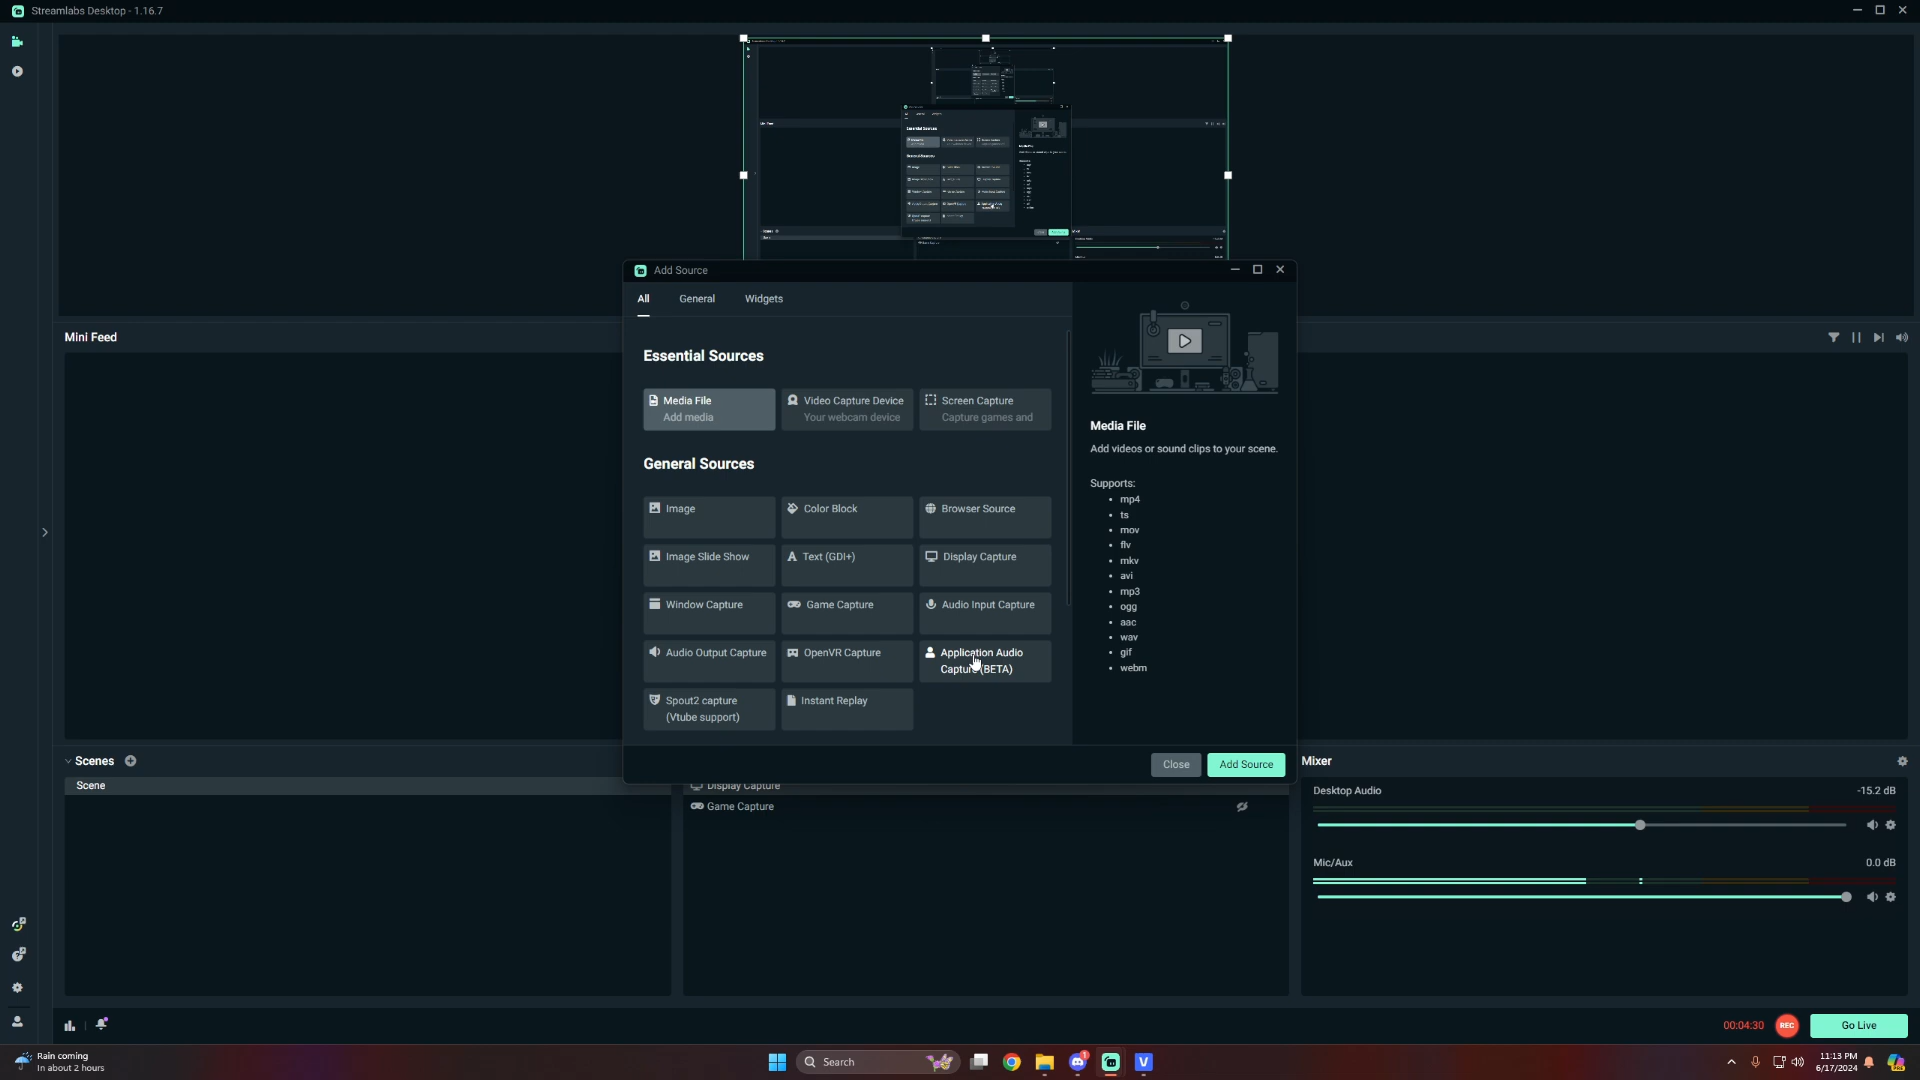 Streamlabs Desktop - 1.16.7
Add Source
All General Widgets
Essential Sources
Media File
Add media
Video Capture Device
Your webcam device
Screen Capture
Capture games and
General Sources
Image
Color Block
Browser Source
Image Slide Show
Text (GDI+)
Display Capture
Window Capture
Game Capture
Audio Input Capture
Audio Output Capture
OpenVR Capture
Application Audio
Capture (BETA)
Spout2 capture
(Vtube support)
Instant Replay
Media File
Add videos or sound clips to your scene.
Supports:
• mp4
• ts
• mov
• flv
• mkv
• avi
• mp3
• ogg
• aac
• wav
• gif
• webm
Close
Add Source
Mini Feed
Scenes
Scene
Display Capture
Game Capture
Mixer
Desktop Audio -15.2 dB
Mic/Aux 0.0 dB
00:04:30 REC Go Live
Rain coming
In about 2 hours
Search
11:13 PM
6/17/2024